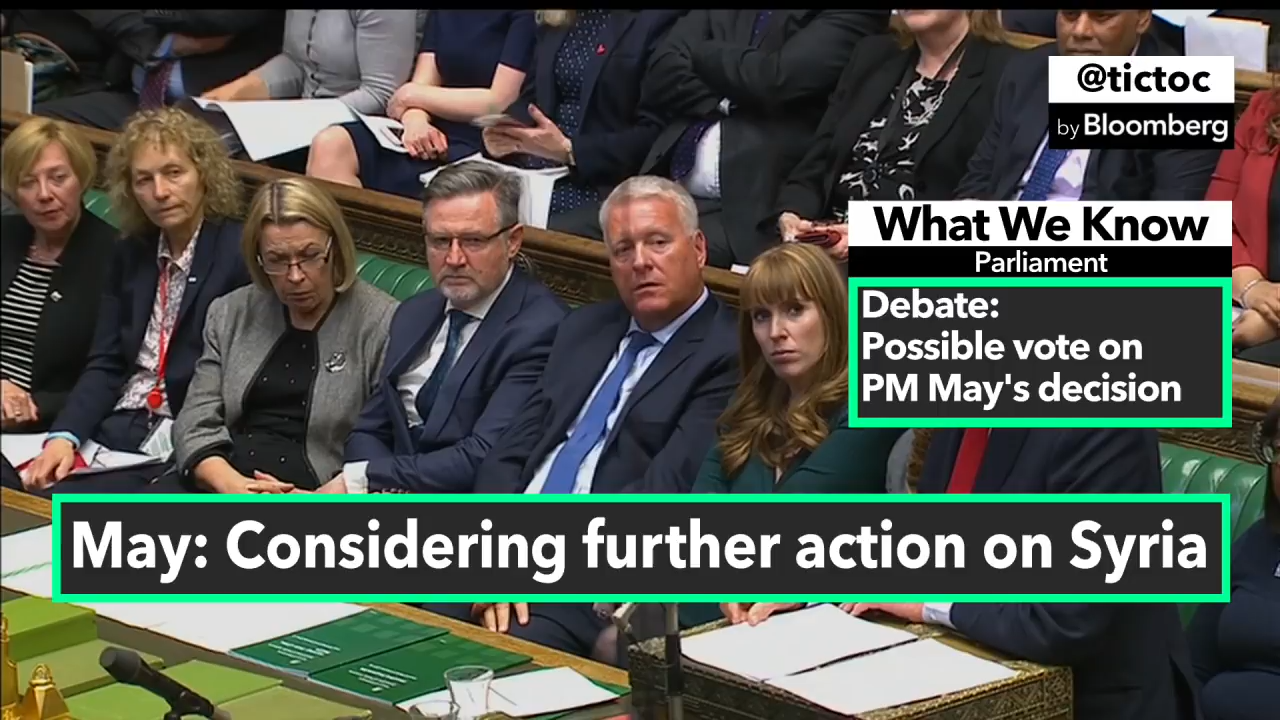 @tictoc
by Bloomberg
What We Know
Parliament
Debate:
Possible vote on
PM May's decision
May: Considering further action on Syria